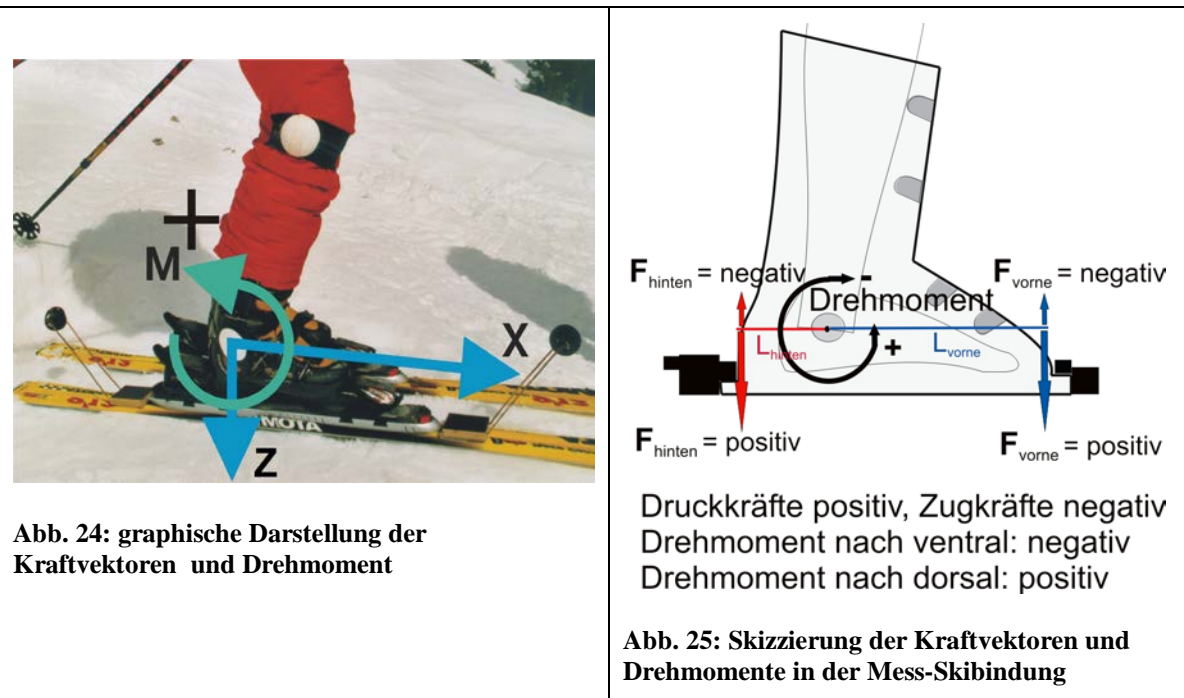 M
X
MOTA
Z
Abb. 24: graphische Darstellung der
Kraftvektoren und Drehmoment
F hinten = negativ
F vorne = negativ
-
Drehmoment
L hinten
+
L vorne
F hinten = positiv
F vorne = positiv
Druckkräfte positiv, Zugkräfte negativ
Drehmoment nach ventral: negativ
Drehmoment nach dorsal: positiv
Abb. 25: Skizzierung der Kraftvektoren und
Drehmomente in der Mess-Skibindung